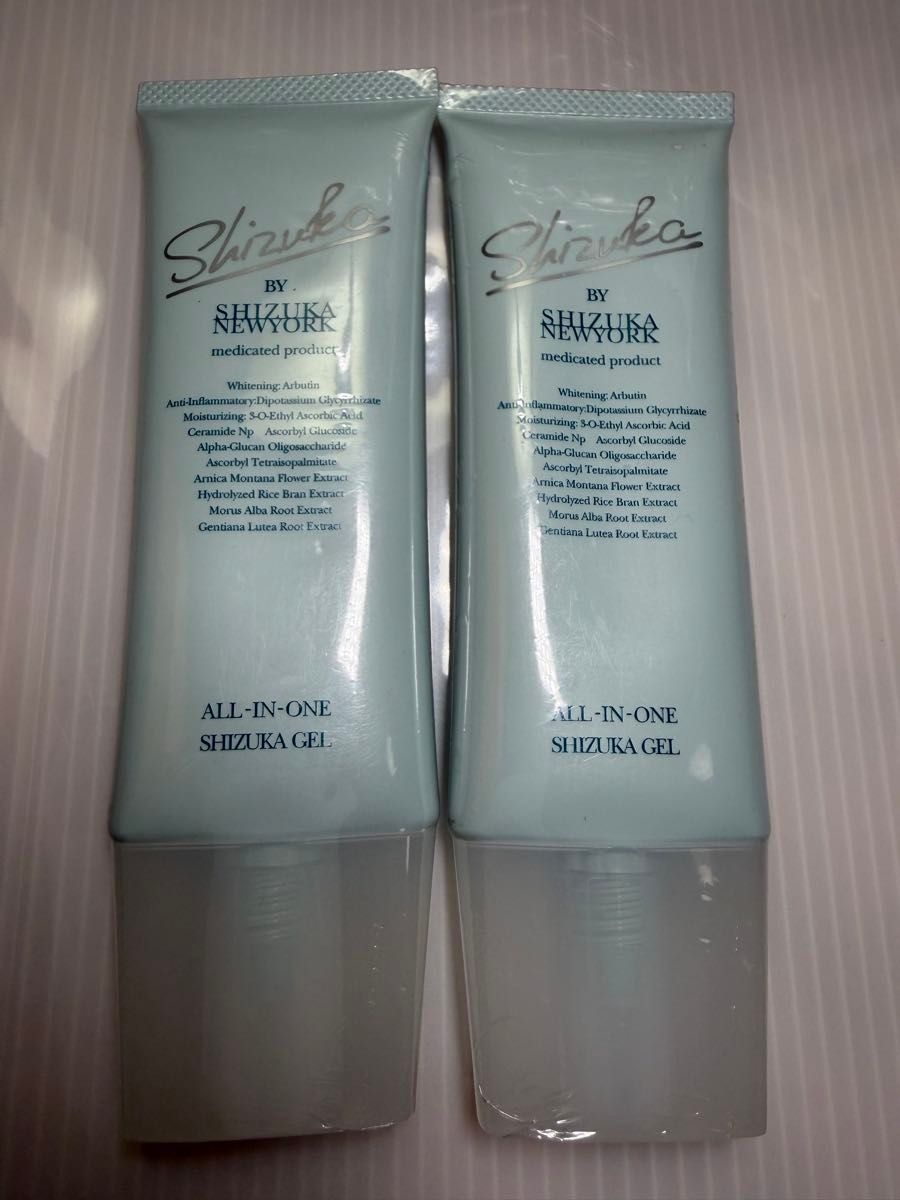 Shizuka
BY
SHIZUKA
NEWYORK
medicated product
Whitening: Arbutin
Anti-Inflammatory:Dipotassium Glycyrrhizate
Moisturizing: 3-O-Ethyl Ascorbic Acid
Ceramide Np Ascorbyl Glucoside
Alpha-Glucan Oligosaccharide
Ascorbyl Tetraisopalmitate
Arnica Montana Flower Extract
Hydrolyzed Rice Bran Extract
Morus Alba Root Extract
Gentiana Lutea Root Extract
ALL-IN-ONE
SHIZUKA GEL
Shizuka
BY
SHIZUKA
NEWYORK
medicated product
Whitening: Arbutin
Anti-Inflammatory:Dipotassium Glycyrrhizate
Moisturizing: 3-O-Ethyl Ascorbic Acid
Ceramide Np Ascorbyl Glucoside
Alpha-Glucan Oligosaccharide
Ascorbyl Tetraisopalmitate
Arnica Montana Flower Extract
Hydrolyzed Rice Bran Extract
Morus Alba Root Extract
Gentiana Lutea Root Extract
ALL-IN-ONE
SHIZUKA GEL